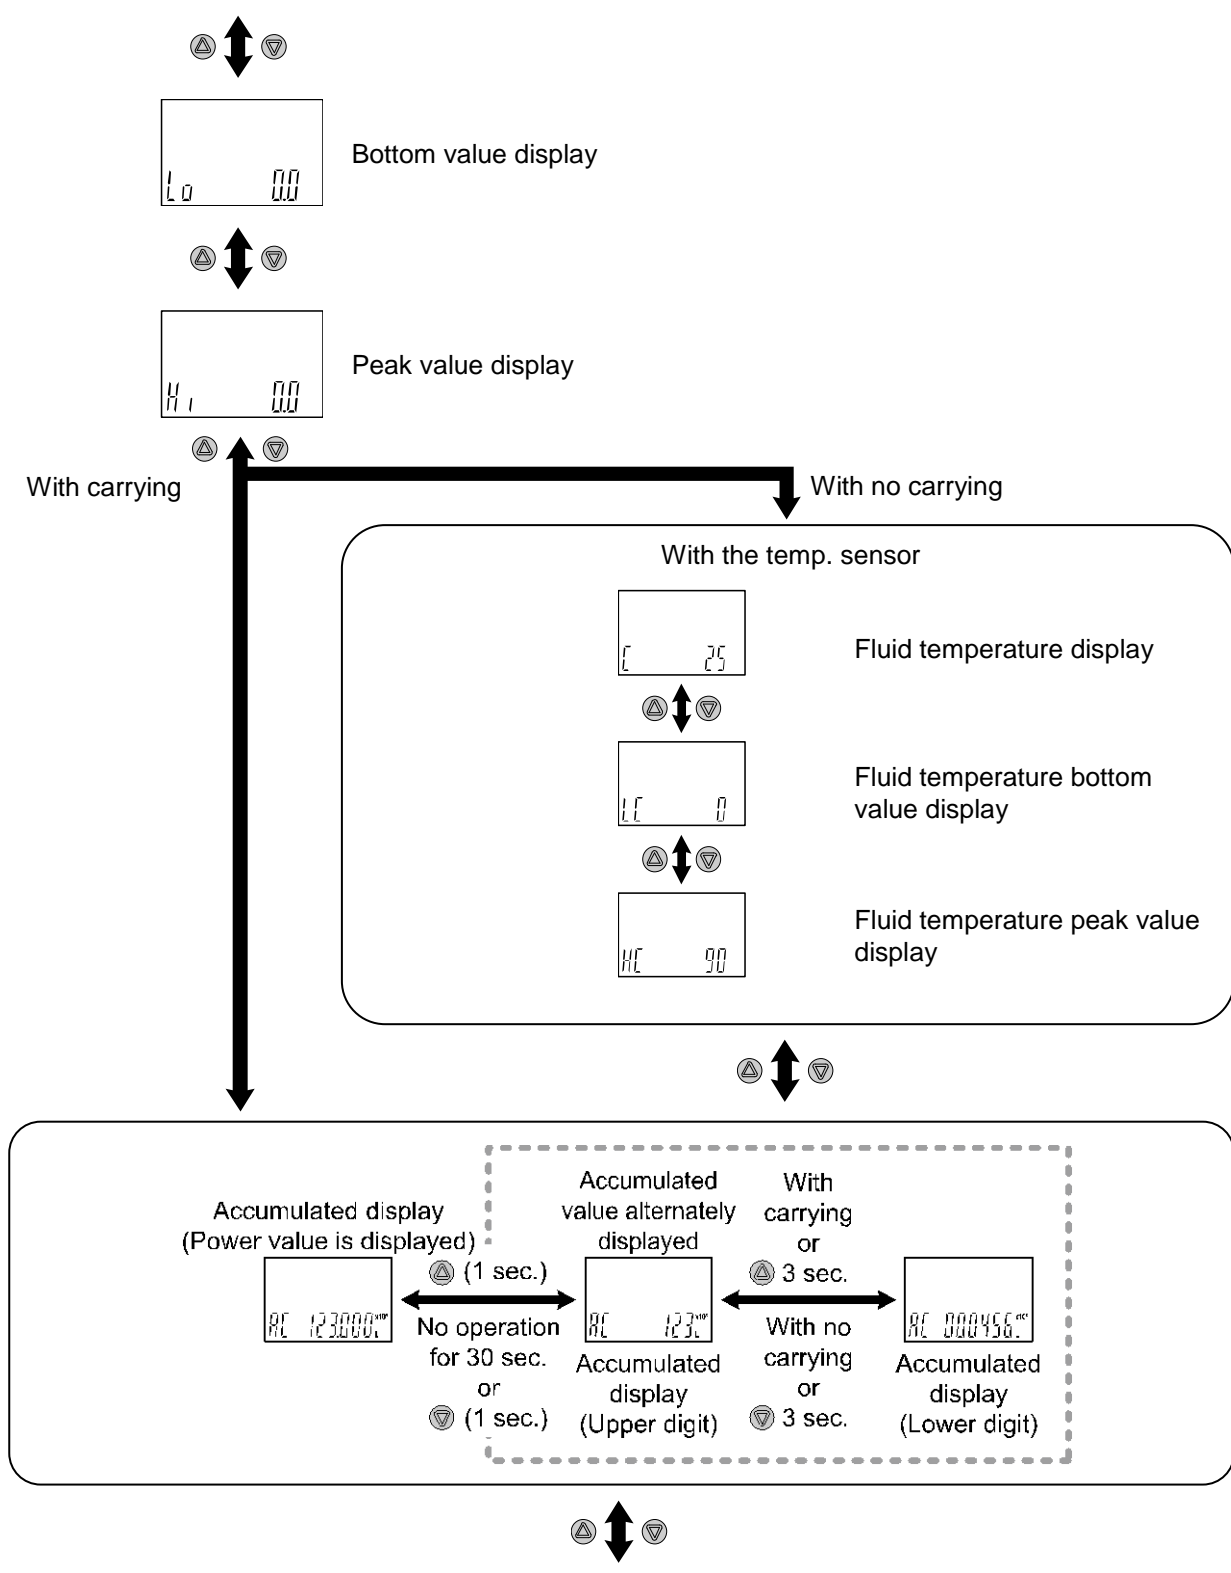 Bottom value display
Lo 0.0
Peak value display
Hi 0.0
With carrying
With no carrying
With the temp. sensor
C 25
Fluid temperature display
LC 0
Fluid temperature bottom
value display
HC 90
Fluid temperature peak value
display
Accumulated display
(Power value is displayed)
AC 123.000
(1 sec.)
No operation
for 30 sec.
or
(1 sec.)
Accumulated
value alternately
displayed
AC 123
Accumulated
display
(Upper digit)
With
carrying
or
3 sec.
With no
carrying
or
3 sec.
AC 000456
Accumulated
display
(Lower digit)